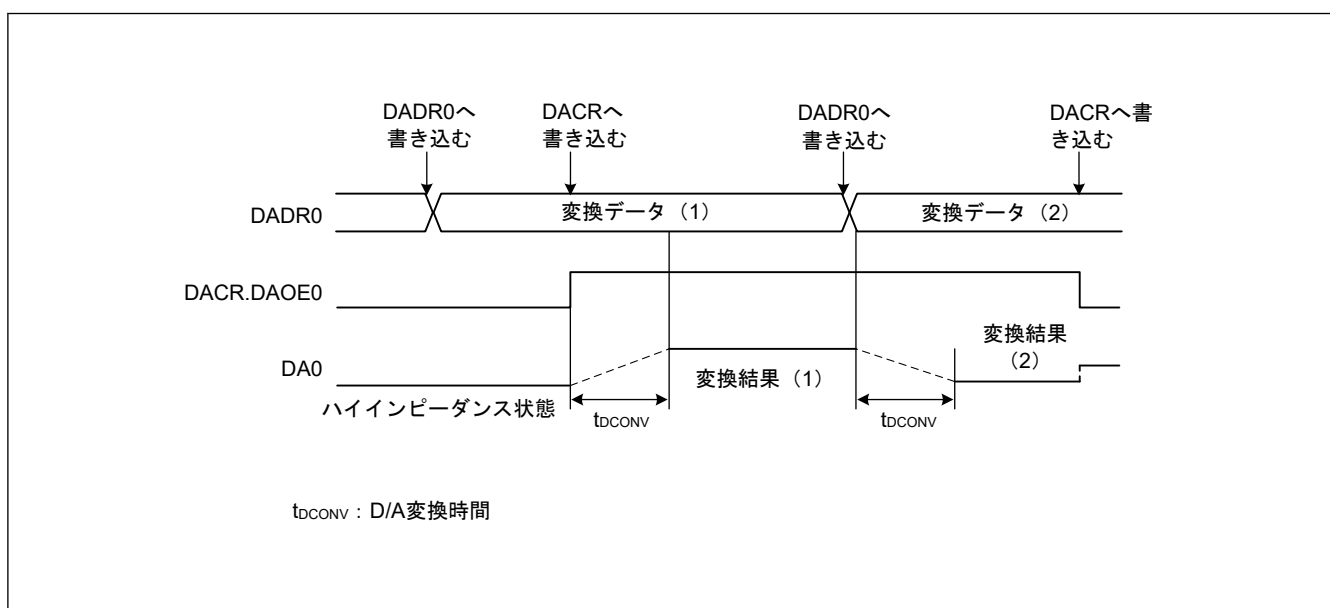 DADR0へ
書き込む
DACRへ
書き込む
DADR0へ
書き込む
DACRへ書
き込む
DADR0
変換データ（1）
変換データ（2）
DACR.DAOE0
DA0
変換結果（1）
変換結果
（2）
ハイインピーダンス状態
tDCONV
tDCONV
tDCONV：D/A変換時間